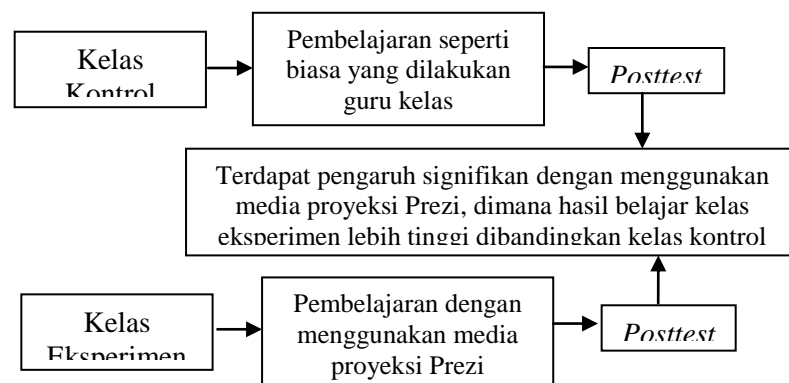 Kelas
Kontrol
Pembelajaran seperti
biasa yang dilakukan
guru kelas
Posttest
Terdapat pengaruh signifikan dengan menggunakan
media proyeksi Prezi, dimana hasil belajar kelas
eksperimen lebih tinggi dibandingkan kelas kontrol
Kelas
Eksperimen
Pembelajaran dengan
menggunakan media
proyeksi Prezi
Posttest